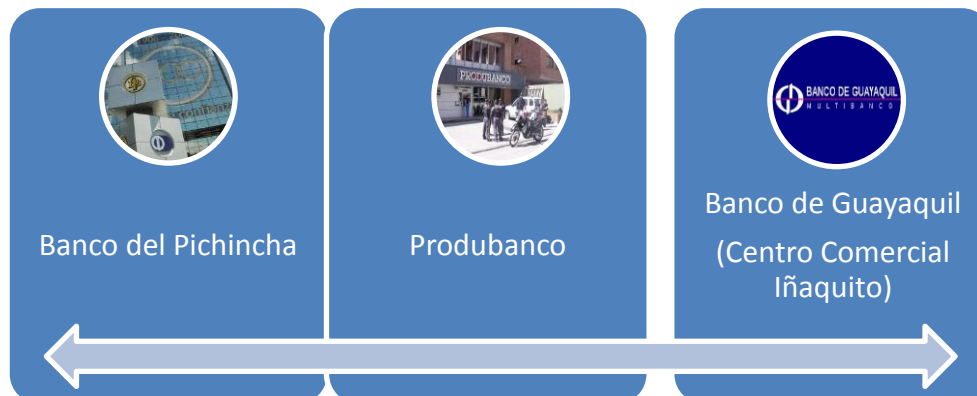 PRODUBANCO
BANCO DE GUAYAQUIL
MULTIBANCO
Banco del Pichincha
Produbanco
Banco de Guayaquil
(Centro Comercial
Iñaquito)